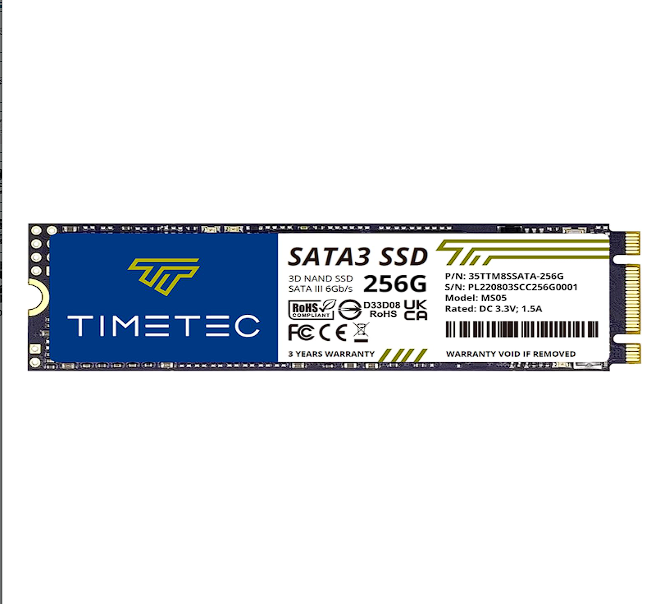 TIMETEC
SATA3 SSD
3D NAND SSD
SATA III 6Gb/s
256G
RoHS
COMPLIANT
D33D08
RoHS
UK
CA
FC CE
3 YEARS WARRANTY
P/N: 35TTM8SSATA-256G
S/N: PL220803SCC256G0001
Model: MS05
Rated: DC 3.3V; 1.5A
WARRANTY VOID IF REMOVED